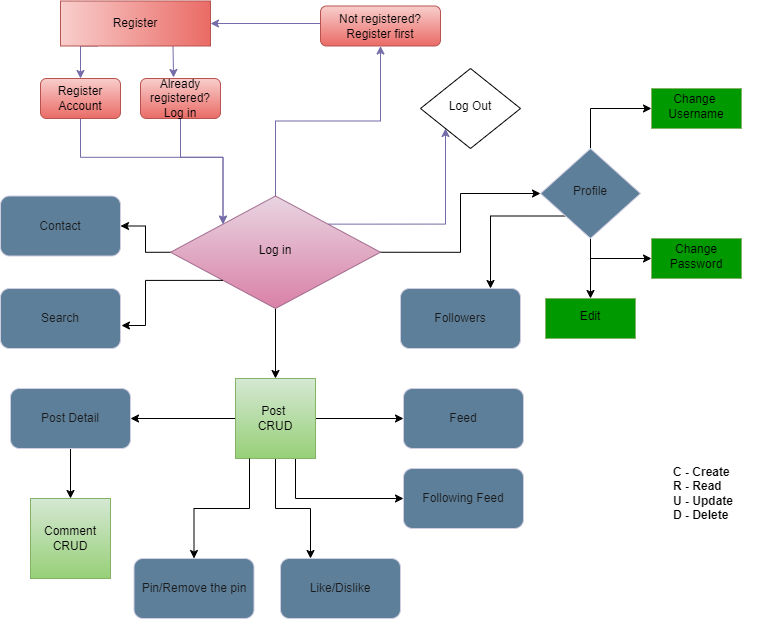 Register
Not registered?
Register first
Register
Account
Already
registered?
Log in
Log Out
Change
Username
Profile
Contact
Log in
Change
Password
Search
Followers
Edit
Post Detail
Post
CRUD
Feed
Following Feed
C - Create
R - Read
U - Update
D - Delete
Comment
CRUD
Pin/Remove the pin
Like/Dislike